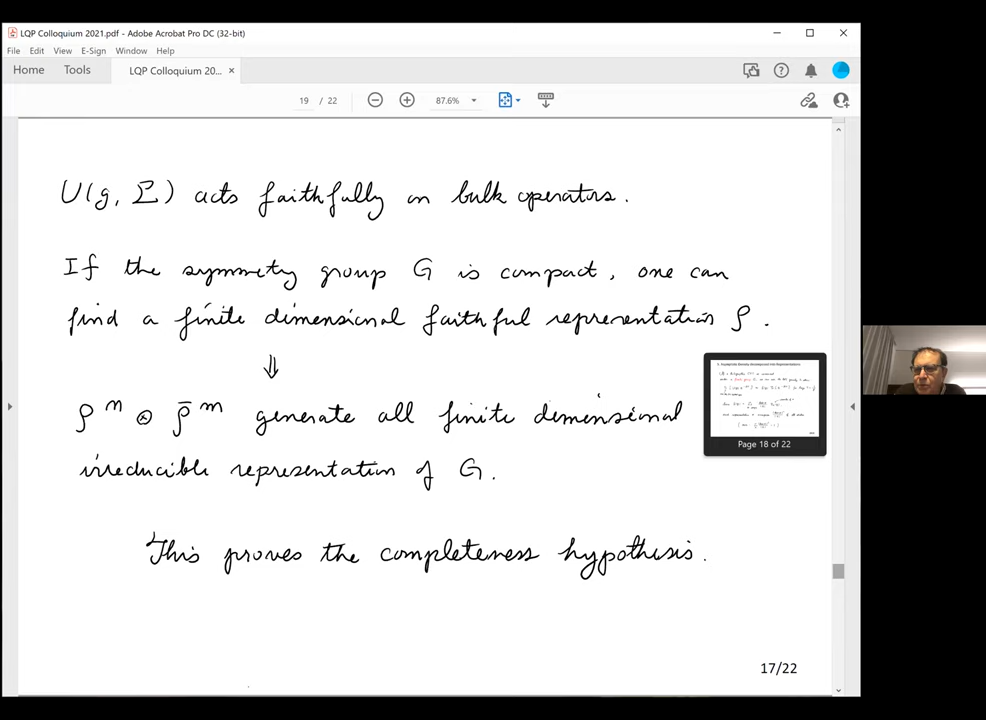 LQP Colloquium 2021.pdf - Adobe Acrobat Pro DC (32-bit)
File Edit View E-Sign Window Help
Home Tools LQP Colloquium 20... ×
19 / 22 87.6%
U(g, Σ) acts faithfully on bulk operators.
If the symmetry group G is compact, one can
find a finite dimensional faithful representation ρ.
⇓
ρ^n ⊗ ρ̄^m generate all finite dimensional
irreducible representation of G.
This proves the completeness hypothesis.
Page 18 of 22
17/22